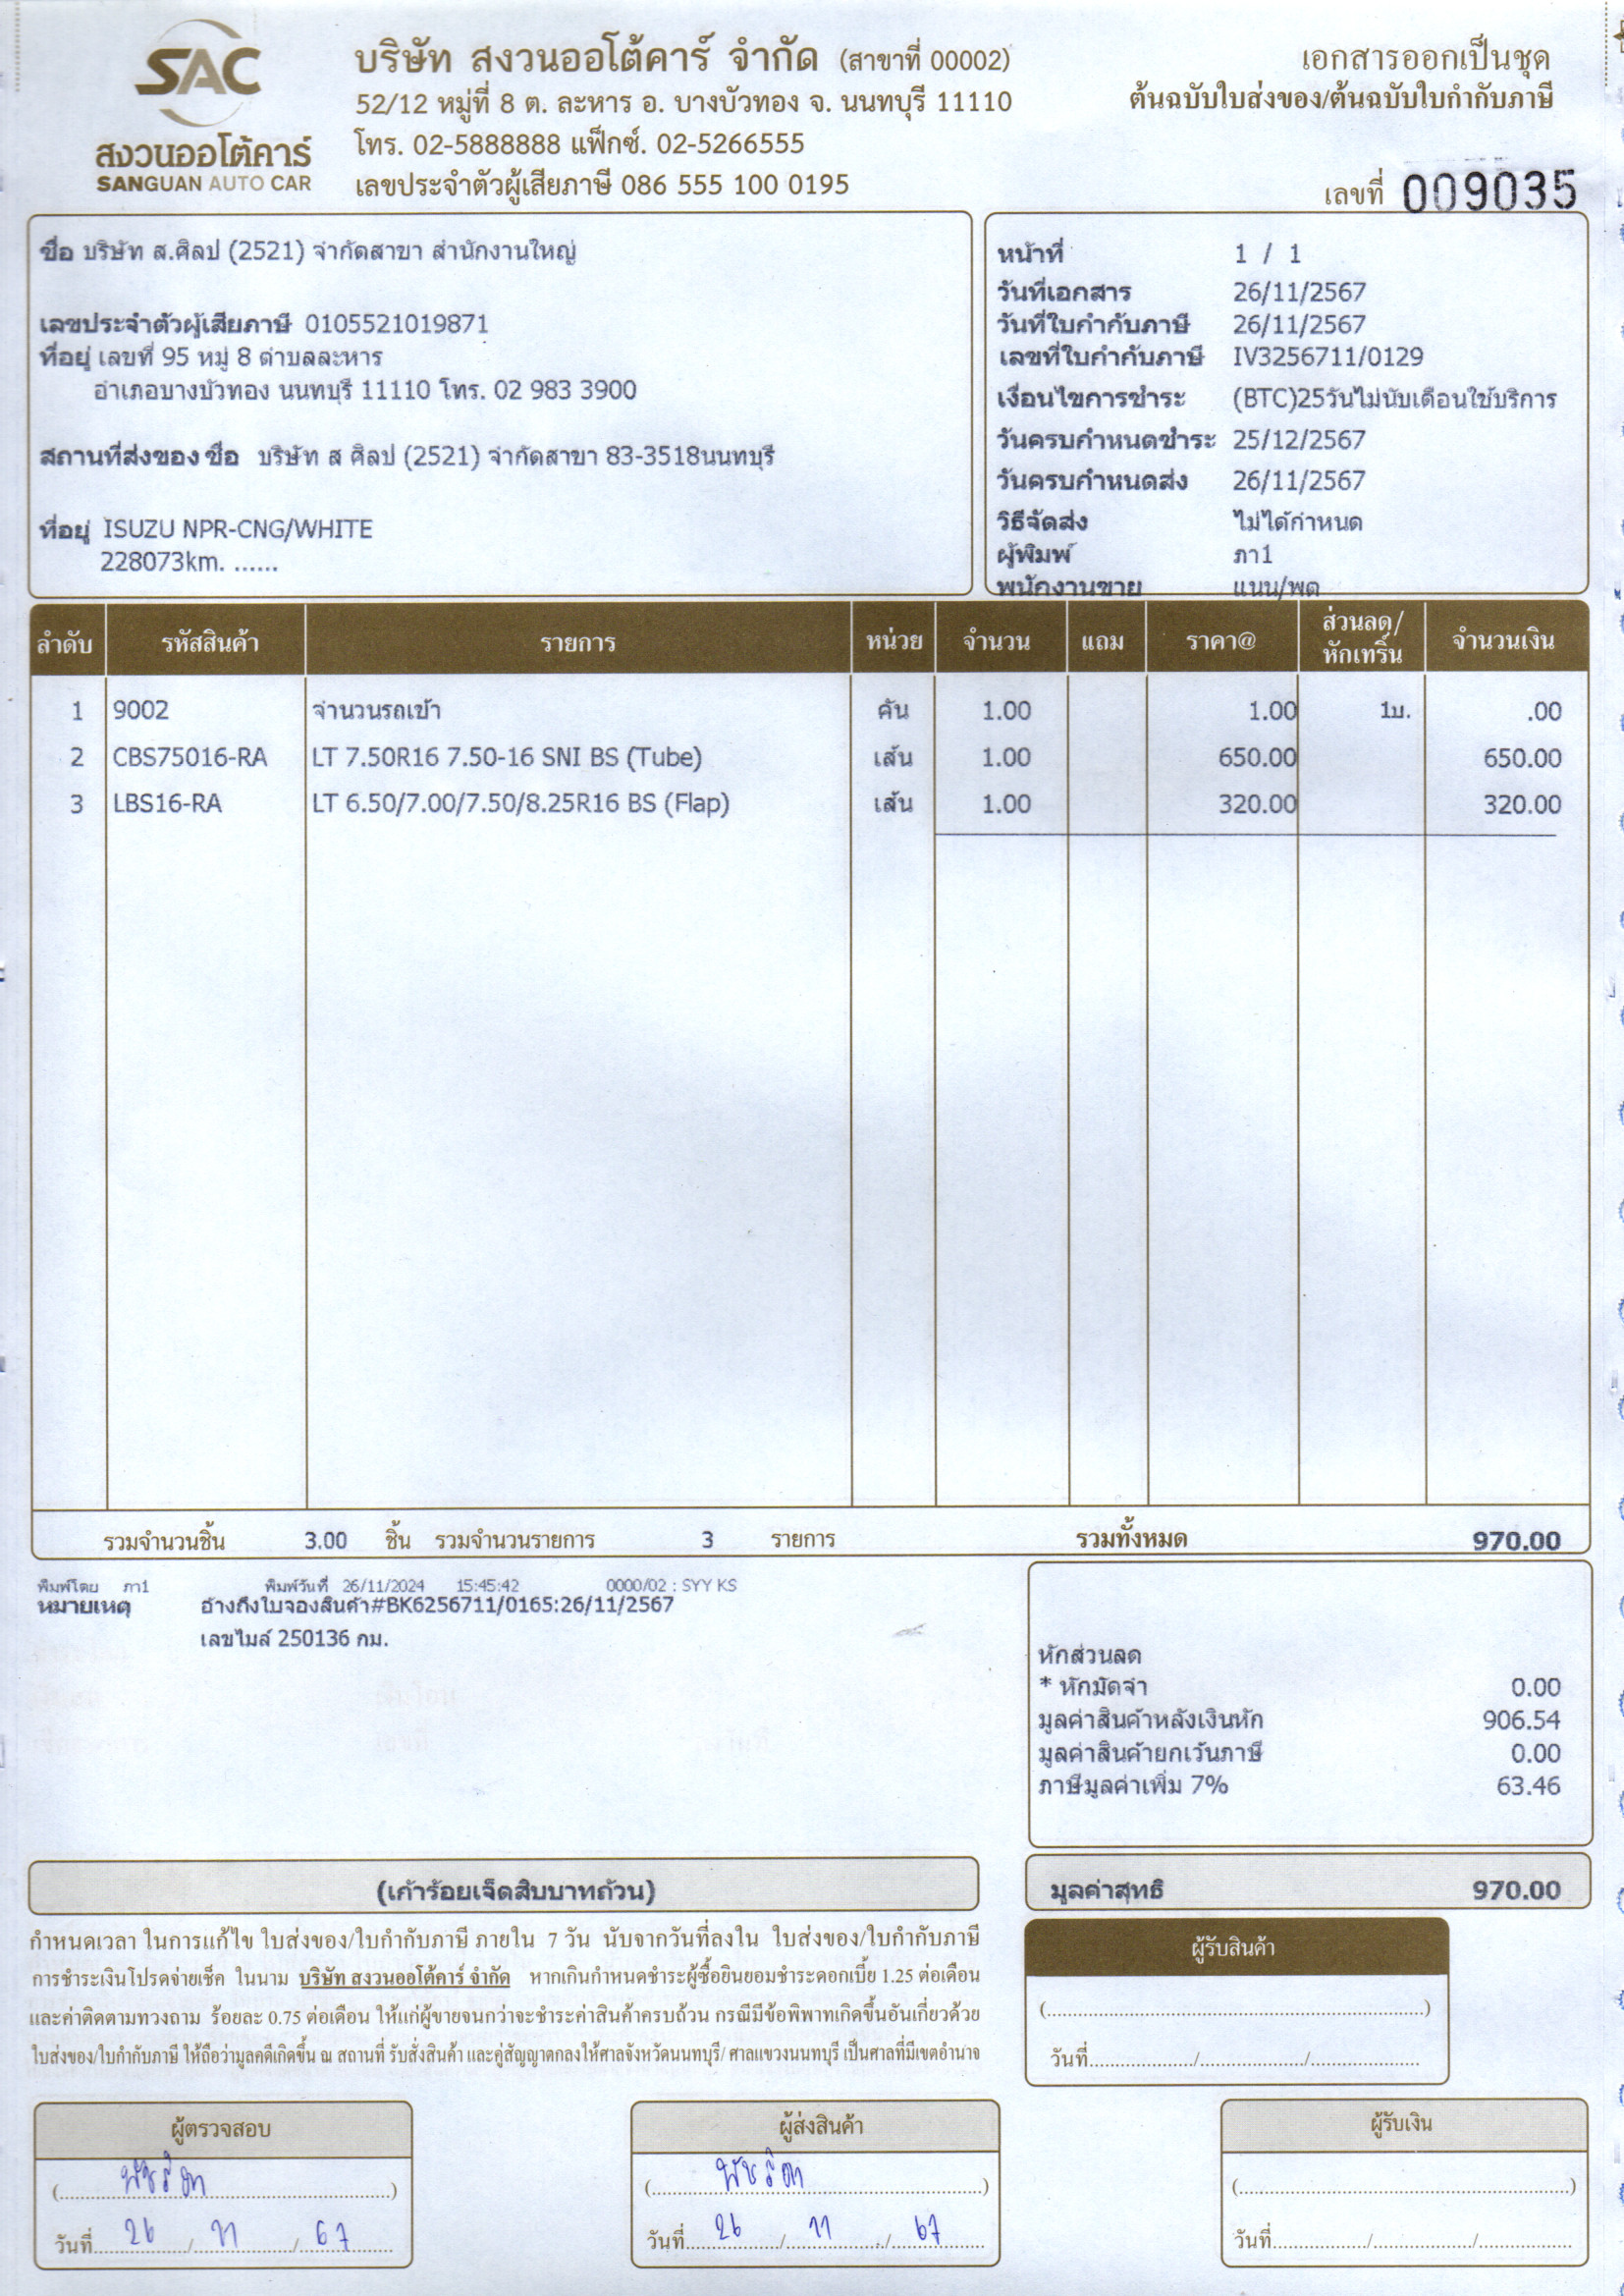 SAC
สงวนออโต้คาร์
SANGUAN AUTO CAR
บริษัท สงวนออโต้คาร์ จำกัด (สาขาที่ 00002)
52/12 หมู่ที่ 8 ต. ละหาร อ. บางบัวทอง จ. นนทบุรี 11110
โทร. 02-5888888 แฟ็กซ์. 02-5266555
เลขประจำตัวผู้เสียภาษี 086 555 100 0195
เอกสารออกเป็นชุด
ต้นฉบับใบส่งของ/ต้นฉบับใบกำกับภาษี
เลขที่ 009035
ชื่อ บริษัท ส.ศิลป (2521) จำกัดสาขา สำนักงานใหญ่
เลขประจำตัวผู้เสียภาษี 0105521019871
ที่อยู่ เลขที่ 95 หมู่ 8 ตำบลละหาร
อำเภอบางบัวทอง นนทบุรี 11110 โทร. 02 983 3900
สถานที่ส่งของ ชื่อ บริษัท ส ศิลป (2521) จำกัดสาขา 83-3518นนทบุรี
ที่อยู่ ISUZU NPR-CNG/WHITE
228073km. ......
หน้าที่ 1 / 1
วันที่เอกสาร 26/11/2567
วันที่ใบกำกับภาษี 26/11/2567
เลขที่ใบกำกับภาษี IV3256711/0129
เงื่อนไขการชำระ (BTC)25วันไม่นับเดือนใช้บริการ
วันครบกำหนดชำระ 25/12/2567
วันครบกำหนดส่ง 26/11/2567
วิธีจัดส่ง ไม่ได้กำหนด
ผู้พิมพ์ ภา1
พนักงานขาย แนน/พต
ลำดับ รหัสสินค้า รายการ หน่วย จำนวน แถม ราคา@ ส่วนลด/หักเทริ์น จำนวนเงิน
1 9002 จำนวนรถเข้า คัน 1.00 1.00 1บ. .00
2 CBS75016-RA LT 7.50R16 7.50-16 SNI BS (Tube) เส้น 1.00 650.00 650.00
3 LBS16-RA LT 6.50/7.00/7.50/8.25R16 BS (Flap) เส้น 1.00 320.00 320.00
รวมจำนวนชิ้น 3.00 ชิ้น รวมจำนวนรายการ 3 รายการ รวมทั้งหมด 970.00
พิมพ์โดย ภา1 พิมพ์วันที่ 26/11/2024 15:45:42 0000/02 : SYY KS
หมายเหตุ อ้างถึงใบจองสินค้า#BK6256711/0165:26/11/2567
เลขไมล์ 250136 กม.
หักส่วนลด
* หักมัดจำ 0.00
มูลค่าสินค้าหลังเงินหัก 906.54
มูลค่าสินค้ายกเว้นภาษี 0.00
ภาษีมูลค่าเพิ่ม 7% 63.46
(เก้าร้อยเจ็ดสิบบาทถ้วน)
มูลค่าสุทธิ 970.00
กำหนดเวลา ในการแก้ไข ใบส่งของ/ใบกำกับภาษี ภายใน 7 วัน นับจากวันที่ลงใน ใบส่งของ/ใบกำกับภาษี
การชำระเงินโปรดจ่ายเช็ค ในนาม บริษัท สงวนออโต้คาร์ จำกัด หากเกินกำหนดชำระผู้ซื้อยินยอมชำระดอกเบี้ย 1.25 ต่อเดือน
และค่าติดตามทวงถาม ร้อยละ 0.75 ต่อเดือน ให้แก่ผู้ขายจนกว่าจะชำระค่าสินค้าครบถ้วน กรณีมีข้อพิพาทเกิดขึ้นอันเกี่ยวด้วย
ใบส่งของ/ใบกำกับภาษี ให้ถือว่ามูลคดีเกิดขึ้น ณ สถานที่ รับสั่งสินค้า และคู่สัญญาตกลงให้ศาลจังหวัดนนทบุรี/ ศาลแขวงนนทบุรี เป็นศาลที่มีเขตอำนาจ
ผู้รับสินค้า
(..........)
วันที่........../........../..........
ผู้ตรวจสอบ
พัชริดา
วันที่ 26 / 11 / 67
ผู้ส่งสินค้า
พัชริดา
วันที่ 26 / 11 / 67
ผู้รับเงิน
(..........)
วันที่........../........../..........